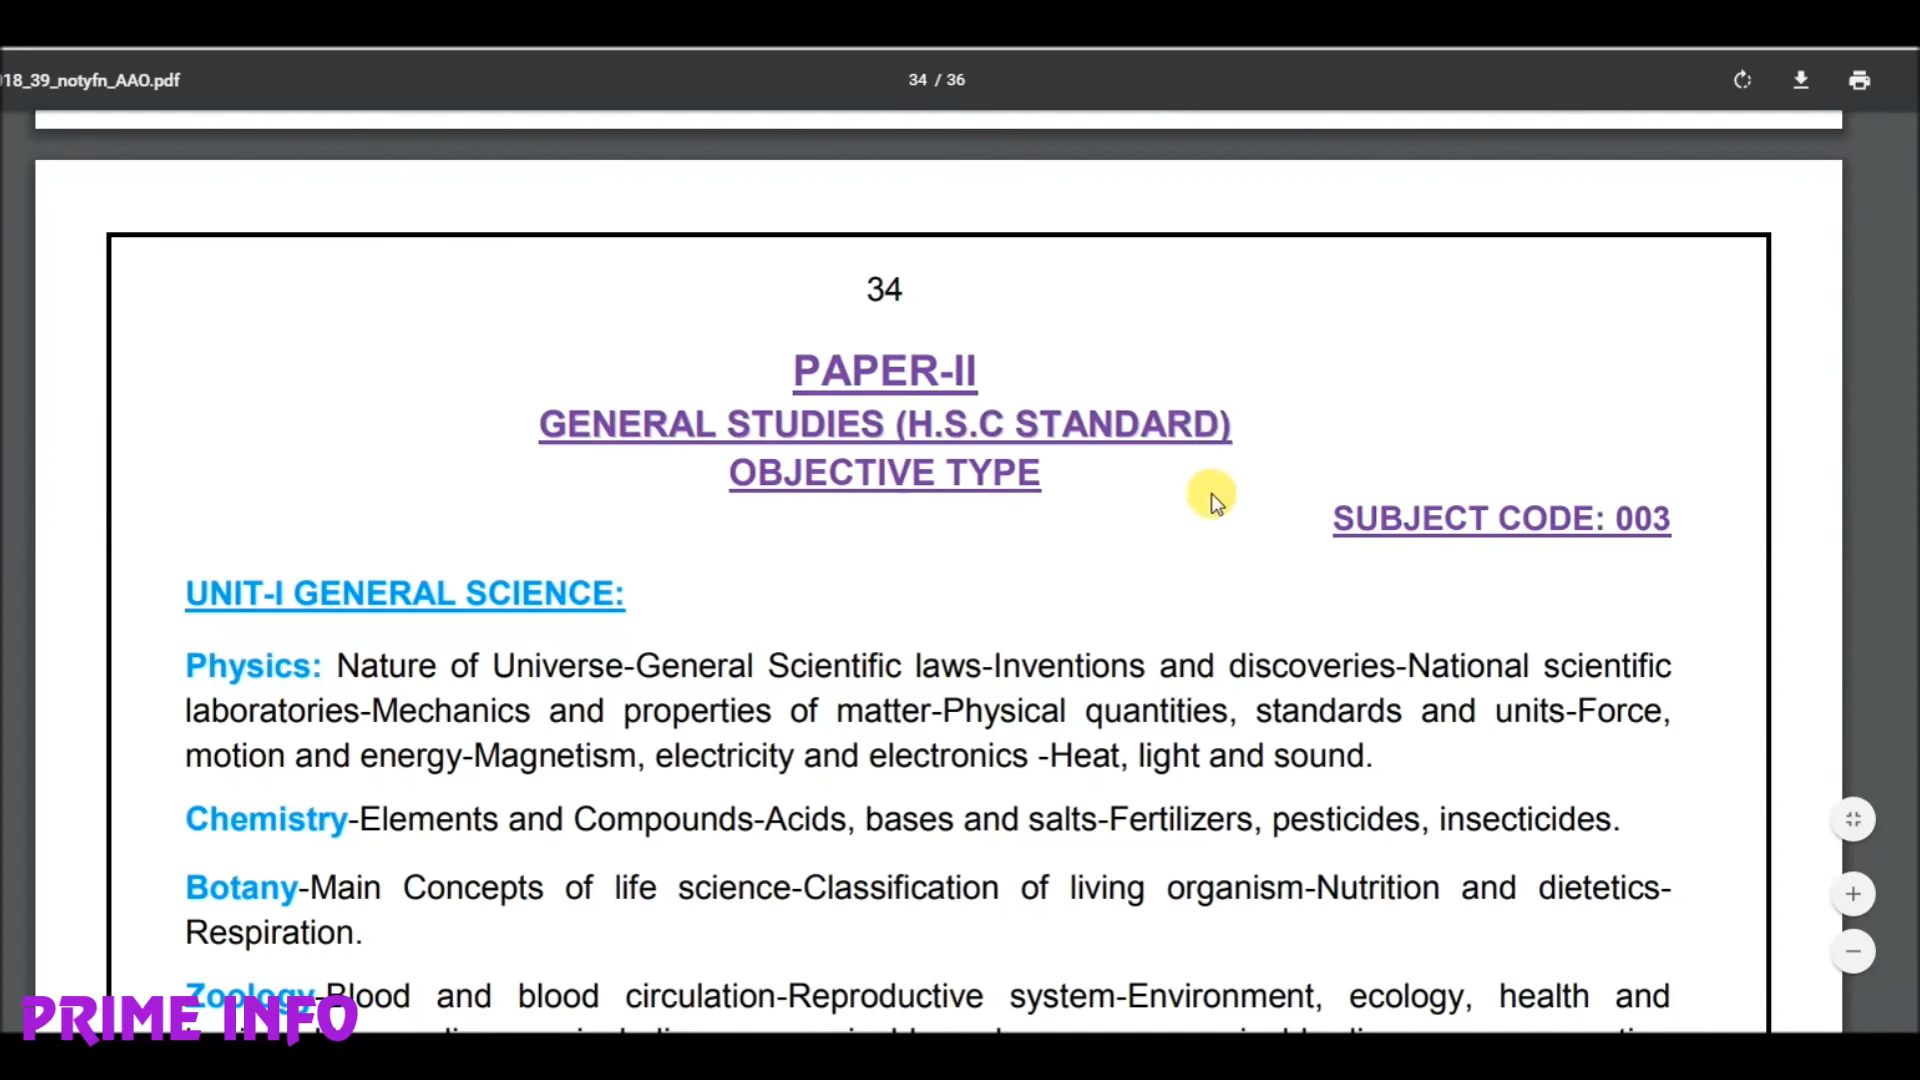 018_39_notyfn_AAO.pdf
34 / 36
34
PAPER-II
GENERAL STUDIES (H.S.C STANDARD)
OBJECTIVE TYPE
SUBJECT CODE: 003
UNIT-I GENERAL SCIENCE:
Physics: Nature of Universe-General Scientific laws-Inventions and discoveries-National scientific
laboratories-Mechanics and properties of matter-Physical quantities, standards and units-Force,
motion and energy-Magnetism, electricity and electronics -Heat, light and sound.
Chemistry-Elements and Compounds-Acids, bases and salts-Fertilizers, pesticides, insecticides.
Botany-Main Concepts of life science-Classification of living organism-Nutrition and dietetics-
Respiration.
Zoology-Blood and blood circulation-Reproductive system-Environment, ecology, health and
PRIME INFO